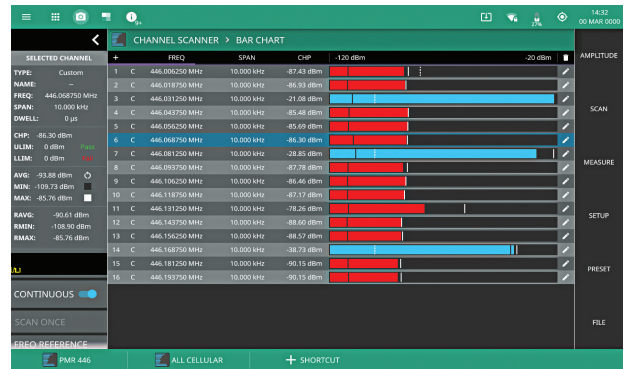 9+
27%
14:32
00 MAR 0000
CHANNEL SCANNER > BAR CHART
SELECTED CHANNEL
TYPE: Custom
NAME: --
FREQ: 446.068750 MHz
SPAN: 10.000 kHz
DWELL: 0 µs
CHP: -86.30 dBm
ULIM: 0 dBm Pass
LLIM: 0 dBm
AVG: -93.88 dBm
MIN: -109.73 dBm
MAX: -85.76 dBm
RAVG: -90.61 dBm
RMIN: -108.90 dBm
RMAX: -85.76 dBm
CONTINUOUS
SCAN ONCE
FREQ REFERENCE
+ FREQ SPAN CHP -120 dBm -20 dBm
1 C 446.006250 MHz 10.000 kHz -87.43 dBm
2 C 446.018750 MHz 10.000 kHz -86.93 dBm
3 C 446.031250 MHz 10.000 kHz -21.08 dBm
4 C 446.043750 MHz 10.000 kHz -85.48 dBm
5 C 446.056250 MHz 10.000 kHz -85.69 dBm
6 C 446.068750 MHz 10.000 kHz -86.30 dBm
7 C 446.081250 MHz 10.000 kHz -28.85 dBm
8 C 446.093750 MHz 10.000 kHz -87.78 dBm
9 C 446.106250 MHz 10.000 kHz -86.46 dBm
10 C 446.118750 MHz 10.000 kHz -87.17 dBm
11 C 446.131250 MHz 10.000 kHz -78.26 dBm
12 C 446.143750 MHz 10.000 kHz -88.60 dBm
13 C 446.156250 MHz 10.000 kHz -88.57 dBm
14 C 446.168750 MHz 10.000 kHz -38.73 dBm
15 C 446.181250 MHz 10.000 kHz -90.15 dBm
16 C 446.193750 MHz 10.000 kHz -90.15 dBm
AMPLITUDE
SCAN
MEASURE
SETUP
PRESET
FILE
PMR 446
ALL CELLULAR
+ SHORTCUT